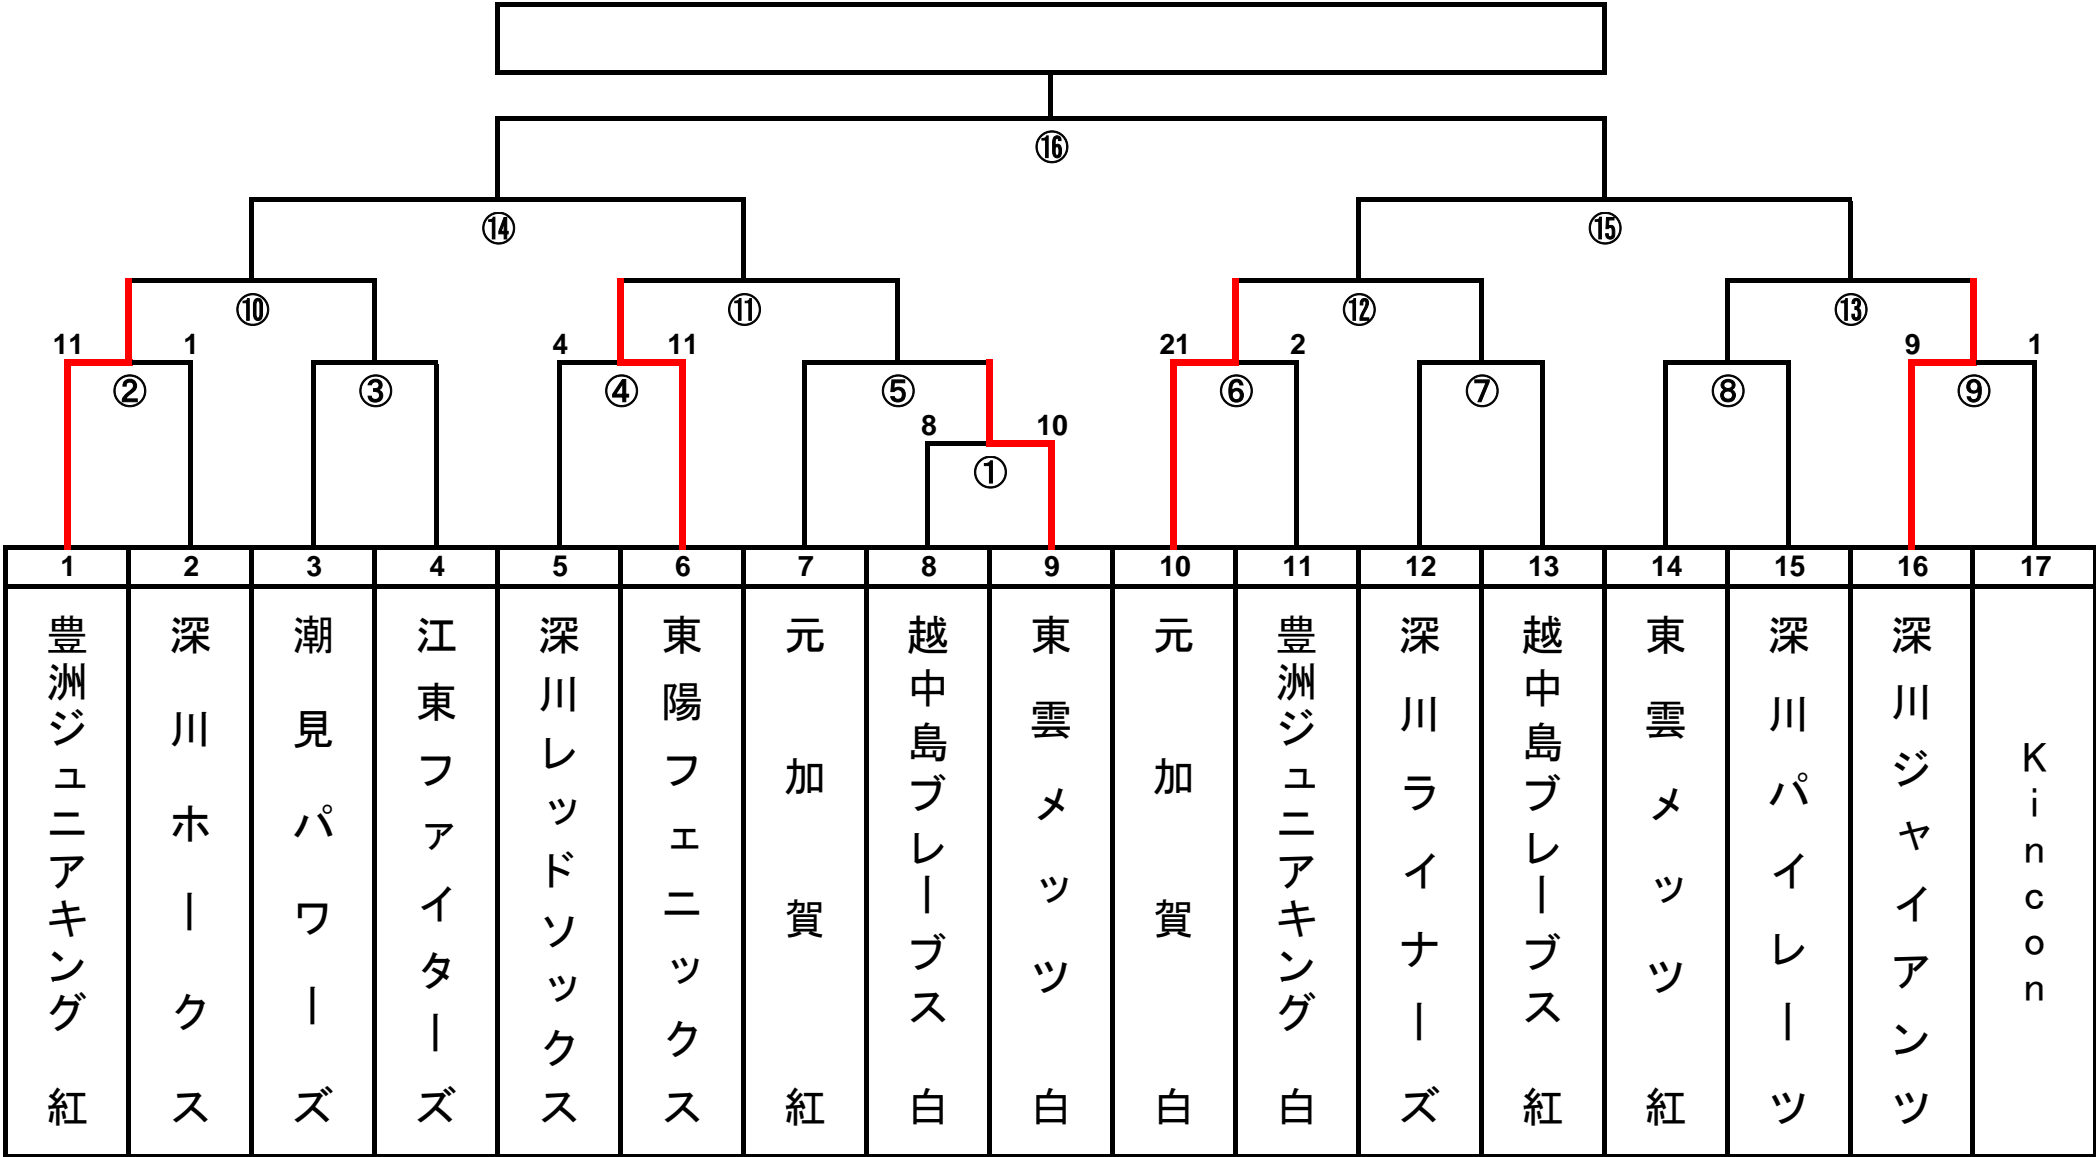 ⑯
⑭ ⑮
⑩ ⑪ ⑫ ⑬
11 1 4 11 21 2 9 1
② ③ ④ ⑤ ⑥ ⑦ ⑧ ⑨
8 10
①
1 2 3 4 5 6 7 8 9 10 11 12 13 14 15 16 17
豊洲ジュニアキング 紅
深川ホークス
潮見パワーズ
江東ファイターズ
深川レッドソックス
東陽フェニックス
元加賀 紅
越中島ブレーブス 白
東雲メッツ 白
元加賀 白
豊洲ジュニアキング 白
深川ライナーズ
越中島ブレーブス 紅
東雲メッツ 紅
深川パイレーツ
深川ジャイアンツ
Kincon